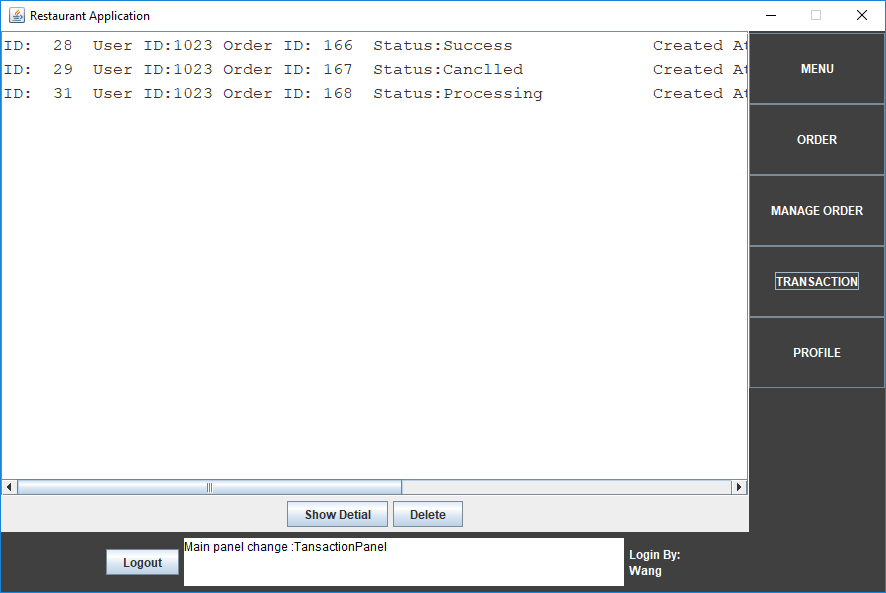 Restaurant Application
ID:  28  User ID:1023 Order ID: 166  Status:Success              Created At
ID:  29  User ID:1023 Order ID: 167  Status:Canclled             Created At
ID:  31  User ID:1023 Order ID: 168  Status:Processing           Created At
MENU
ORDER
MANAGE ORDER
TRANSACTION
PROFILE
Show Detial
Delete
Logout
Main panel change :TansactionPanel
Login By:
Wang